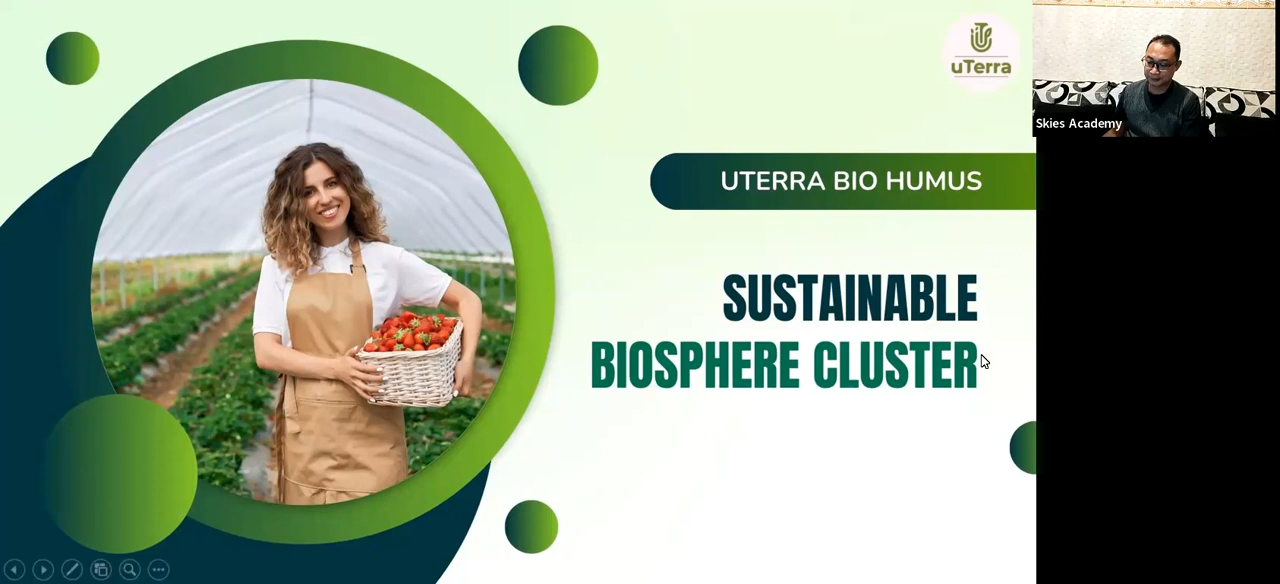 uTerra
Skies Academy
UTERRA BIO HUMUS
SUSTAINABLE
BIOSPHERE CLUSTER